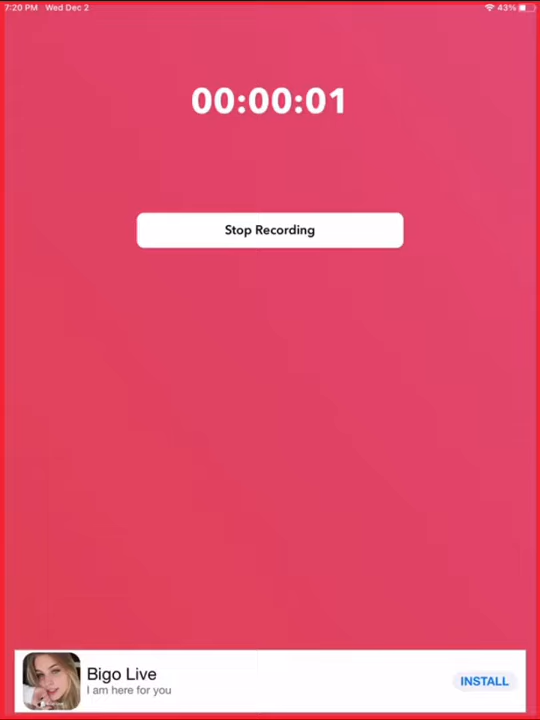 7:20 PM Wed Dec 2 43%
00:00:01
Stop Recording
Bigo Live
I am here for you
INSTALL